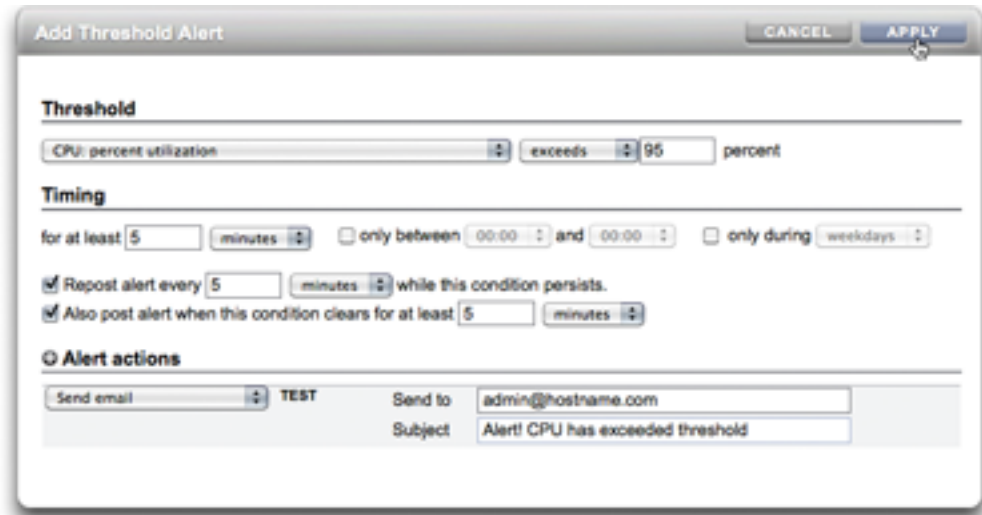 Add Threshold Alert CANCEL APPLY
Threshold
CPU: percent utilization exceeds 95 percent
Timing
for at least 5 minutes only between 00:00 and 00:00 only during weekdays
Repost alert every 5 minutes while this condition persists.
Also post alert when this condition clears for at least 5 minutes
Alert actions
Send email TEST Send to admin@hostname.com
Subject Alert! CPU has exceeded threshold